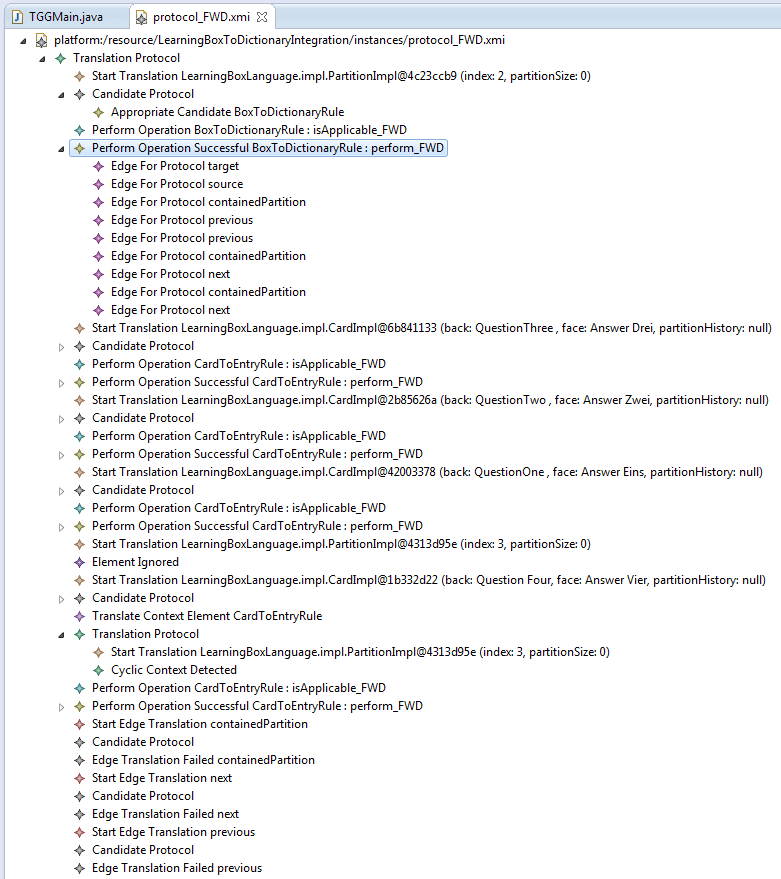 TGGMain.java protocol_FWD.xmi
platform:/resource/LearningBoxToDictionaryIntegration/instances/protocol_FWD.xmi
Translation Protocol
Start Translation LearningBoxLanguage.impl.PartitionImpl@4c23ccb9 (index: 2, partitionSize: 0)
Candidate Protocol
Appropriate Candidate BoxToDictionaryRule
Perform Operation BoxToDictionaryRule : isApplicable_FWD
Perform Operation Successful BoxToDictionaryRule : perform_FWD
Edge For Protocol target
Edge For Protocol source
Edge For Protocol containedPartition
Edge For Protocol previous
Edge For Protocol previous
Edge For Protocol containedPartition
Edge For Protocol next
Edge For Protocol containedPartition
Edge For Protocol next
Start Translation LearningBoxLanguage.impl.CardImpl@6b841133 (back: QuestionThree , face: Answer Drei, partitionHistory: null)
Candidate Protocol
Perform Operation CardToEntryRule : isApplicable_FWD
Perform Operation Successful CardToEntryRule : perform_FWD
Start Translation LearningBoxLanguage.impl.CardImpl@2b85626a (back: QuestionTwo , face: Answer Zwei, partitionHistory: null)
Candidate Protocol
Perform Operation CardToEntryRule : isApplicable_FWD
Perform Operation Successful CardToEntryRule : perform_FWD
Start Translation LearningBoxLanguage.impl.CardImpl@42003378 (back: QuestionOne , face: Answer Eins, partitionHistory: null)
Candidate Protocol
Perform Operation CardToEntryRule : isApplicable_FWD
Perform Operation Successful CardToEntryRule : perform_FWD
Start Translation LearningBoxLanguage.impl.PartitionImpl@4313d95e (index: 3, partitionSize: 0)
Element Ignored
Start Translation LearningBoxLanguage.impl.CardImpl@1b332d22 (back: Question Four, face: Answer Vier, partitionHistory: null)
Candidate Protocol
Translate Context Element CardToEntryRule
Translation Protocol
Start Translation LearningBoxLanguage.impl.PartitionImpl@4313d95e (index: 3, partitionSize: 0)
Cyclic Context Detected
Perform Operation CardToEntryRule : isApplicable_FWD
Perform Operation Successful CardToEntryRule : perform_FWD
Start Edge Translation containedPartition
Candidate Protocol
Edge Translation Failed containedPartition
Start Edge Translation next
Candidate Protocol
Edge Translation Failed next
Start Edge Translation previous
Candidate Protocol
Edge Translation Failed previous